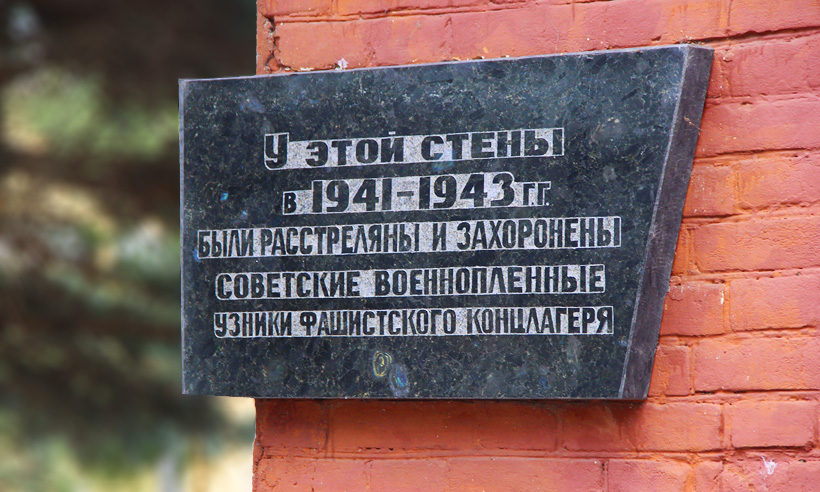 У ЭТОЙ СТЕНЫ
В 1941-1943 ГГ.
БЫЛИ РАССТРЕЛЯНЫ И ЗАХОРОНЕНЫ
СОВЕТСКИЕ ВОЕННОПЛЕННЫЕ
УЗНИКИ ФАШИСТСКОГО КОНЦЛАГЕРЯ